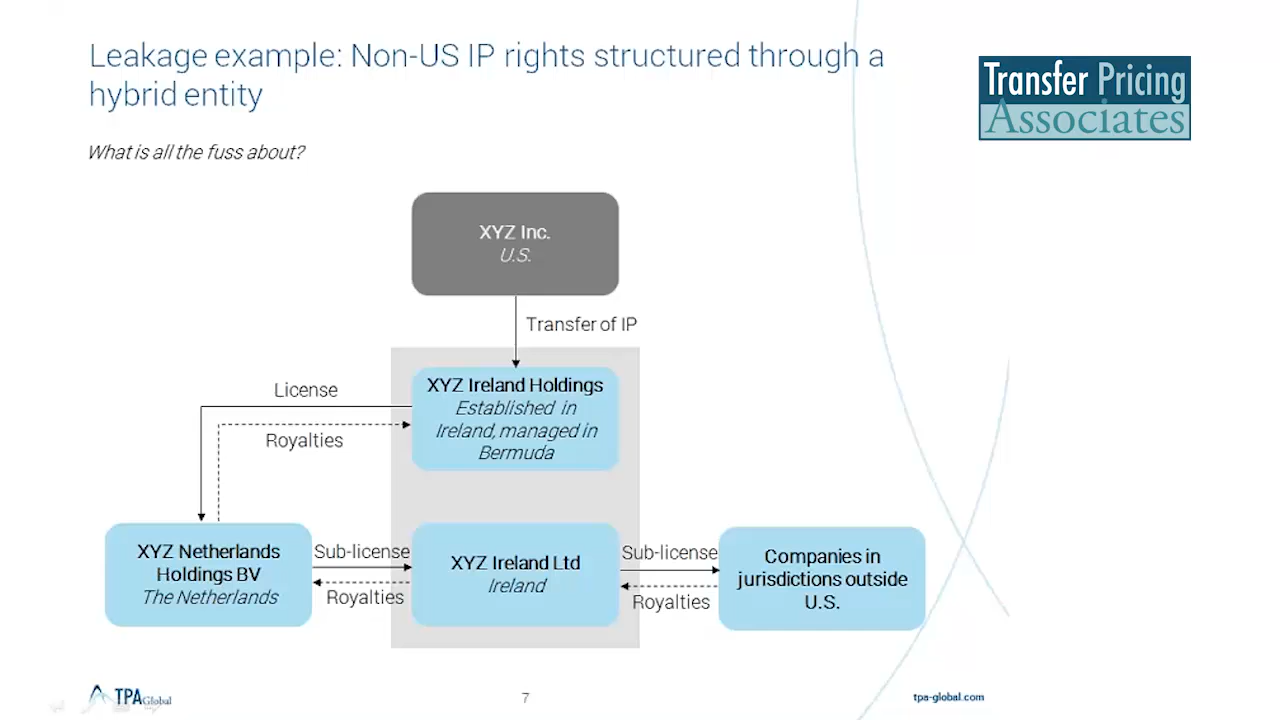 Leakage example: Non-US IP rights structured through a
hybrid entity
Transfer Pricing
Associates
What is all the fuss about?
XYZ Inc.
U.S.
Transfer of IP
License
Royalties
XYZ Ireland Holdings
Established in
Ireland, managed in
Bermuda
XYZ Netherlands
Holdings BV
The Netherlands
Sub-license
Royalties
XYZ Ireland Ltd
Ireland
Sub-license
Royalties
Companies in
jurisdictions outside
U.S.
TPA Global
7
tpa-global.com